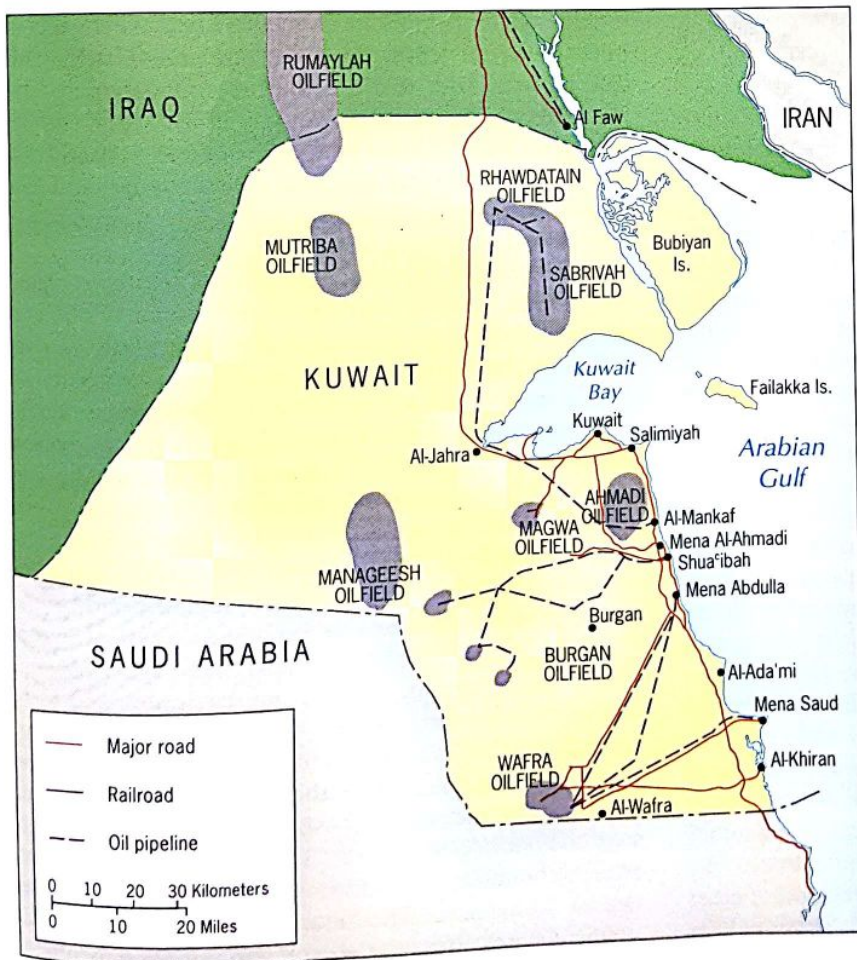 RUMAYLAH
OILFIELD
IRAQ
IRAN
Al Faw
RHAWDATAIN
OILFIELD
MUTRIBA
OILFIELD
Bubiyan
Is.
SABRIVAH
OILFIELD
KUWAIT
Kuwait
Bay
Failakka Is.
Kuwait
Salimiyah
Al-Jahra
Arabian
Gulf
AHMADI
OILFIELD
MAGWA
OILFIELD
Al-Mankaf
Mena Al-Ahmadi
Shuaʿibah
MANAGEESH
OILFIELD
Mena Abdulla
Burgan
SAUDI ARABIA
BURGAN
OILFIELD
Al-Ada'mi
Mena Saud
WAFRA
OILFIELD
Al-Khiran
Al-Wafra
Major road
Railroad
Oil pipeline
0 10 20 30 Kilometers
0 10 20 Miles